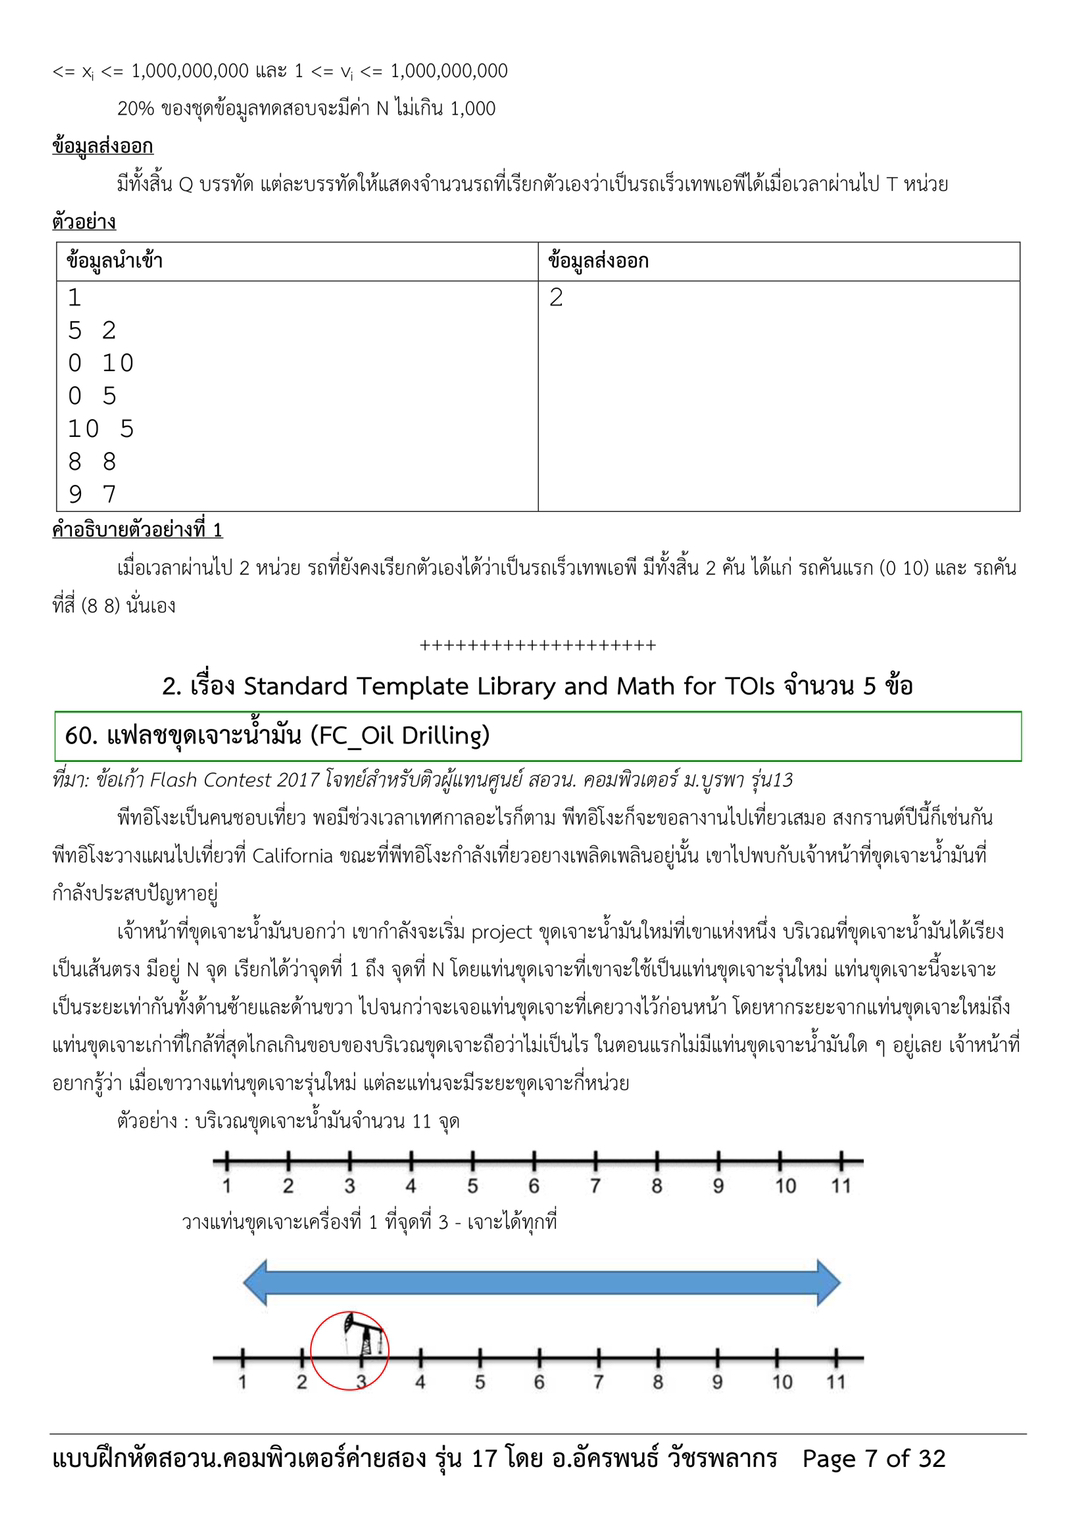 <= xi <= 1,000,000,000 และ 1 <= vi <= 1,000,000,000
20% ของชุดข้อมูลทดสอบจะมีค่า N ไม่เกิน 1,000
ข้อมูลส่งออก
มีทั้งสิ้น Q บรรทัด แต่ละบรรทัดให้แสดงจำนวนรถที่เรียกตัวเองว่าเป็นรถเร็วเทพเอพีได้เมื่อเวลาผ่านไป T หน่วย
ตัวอย่าง
ข้อมูลนำเข้า ข้อมูลส่งออก
1 2
5 2
0 10
0 5
10 5
8 8
9 7
คำอธิบายตัวอย่างที่ 1
เมื่อเวลาผ่านไป 2 หน่วย รถที่ยังคงเรียกตัวเองได้ว่าเป็นรถเร็วเทพเอพี มีทั้งสิ้น 2 คัน ได้แก่ รถคันแรก (0 10) และ รถคัน
ที่สี่ (8 8) นั่นเอง
++++++++++++++++++++
2. เรื่อง Standard Template Library and Math for TOIs จำนวน 5 ข้อ
60. แฟลชขุดเจาะน้ำมัน (FC_Oil Drilling)
ที่มา: ข้อเก้า Flash Contest 2017 โจทย์สำหรับติวผู้แทนศูนย์ สอวน. คอมพิวเตอร์ ม.บูรพา รุ่น13
พีทอิโงะเป็นคนชอบเที่ยว พอมีช่วงเวลาเทศกาลอะไรก็ตาม พีทอิโงะก็จะขอลางานไปเที่ยวเสมอ สงกรานต์ปีนี้ก็เช่นกัน
พีทอิโงะวางแผนไปเที่ยวที่ California ขณะที่พีทอิโงะกำลังเที่ยวอยางเพลิดเพลินอยู่นั้น เขาไปพบกับเจ้าหน้าที่ขุดเจาะน้ำมันที่
กำลังประสบปัญหาอยู่
เจ้าหน้าที่ขุดเจาะน้ำมันบอกว่า เขากำลังจะเริ่ม project ขุดเจาะน้ำมันใหม่ที่เขาแห่งหนึ่ง บริเวณที่ขุดเจาะน้ำมันได้เรียง
เป็นเส้นตรง มีอยู่ N จุด เรียกได้ว่าจุดที่ 1 ถึง จุดที่ N โดยแท่นขุดเจาะที่เขาจะใช้เป็นแท่นขุดเจาะรุ่นใหม่ แท่นขุดเจาะนี้จะเจาะ
เป็นระยะเท่ากันทั้งด้านซ้ายและด้านขวา ไปจนกว่าจะเจอแท่นขุดเจาะที่เคยวางไว้ก่อนหน้า โดยหากระยะจากแท่นขุดเจาะใหม่ถึง
แท่นขุดเจาะเก่าที่ใกล้ที่สุดไกลเกินขอบของบริเวณขุดเจาะถือว่าไม่เป็นไร ในตอนแรกไม่มีแท่นขุดเจาะน้ำมันใด ๆ อยู่เลย เจ้าหน้าที่
อยากรู้ว่า เมื่อเขาวางแท่นขุดเจาะรุ่นใหม่ แต่ละแท่นจะมีระยะขุดเจาะกี่หน่วย
ตัวอย่าง : บริเวณขุดเจาะน้ำมันจำนวน 11 จุด
1 2 3 4 5 6 7 8 9 10 11
วางแท่นขุดเจาะเครื่องที่ 1 ที่จุดที่ 3 - เจาะได้ทุกที่
1 2 3 4 5 6 7 8 9 10 11
แบบฝึกหัดสอวน.คอมพิวเตอร์ค่ายสอง รุ่น 17 โดย อ.อัครพนธ์ วัชรพลากร Page 7 of 32